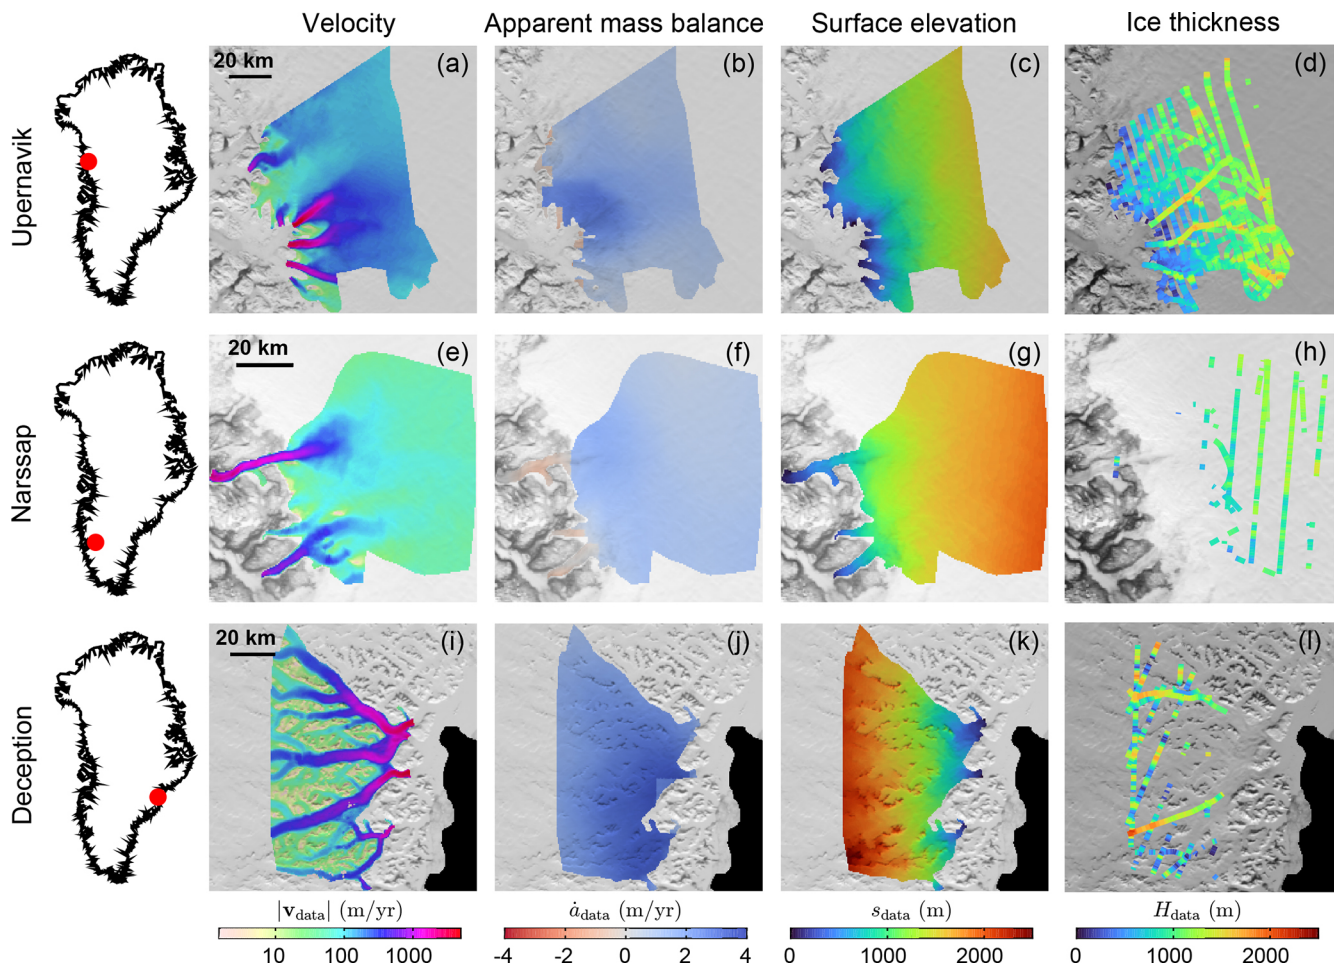 Velocity Apparent mass balance Surface elevation Ice thickness
Upernavik
20 km (a) (b) (c) (d)
Narssap
20 km (e) (f) (g) (h)
Deception
20 km (i) (j) (k) (l)
|v_data| (m/yr) ȧ_data (m/yr) s_data (m) H_data (m)
10 100 1000 -4 -2 0 2 4 0 1000 2000 0 1000 2000